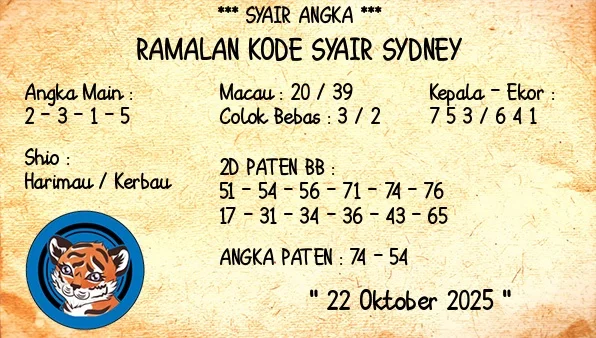 *** SYAIR ANGKA ***
RAMALAN KODE SYAIR SYDNEY
Angka Main :
2 - 3 - 1 - 5
Macau : 20 / 39
Colok Bebas : 3 / 2
Kepala - Ekor :
7 5 3 / 6 4 1
Shio :
Harimau / Kerbau
2D PATEN BB :
51 - 54 - 56 - 71 - 74 - 76
17 - 31 - 34 - 36 - 43 - 65
ANGKA PATEN : 74 - 54
" 22 Oktober 2025 "